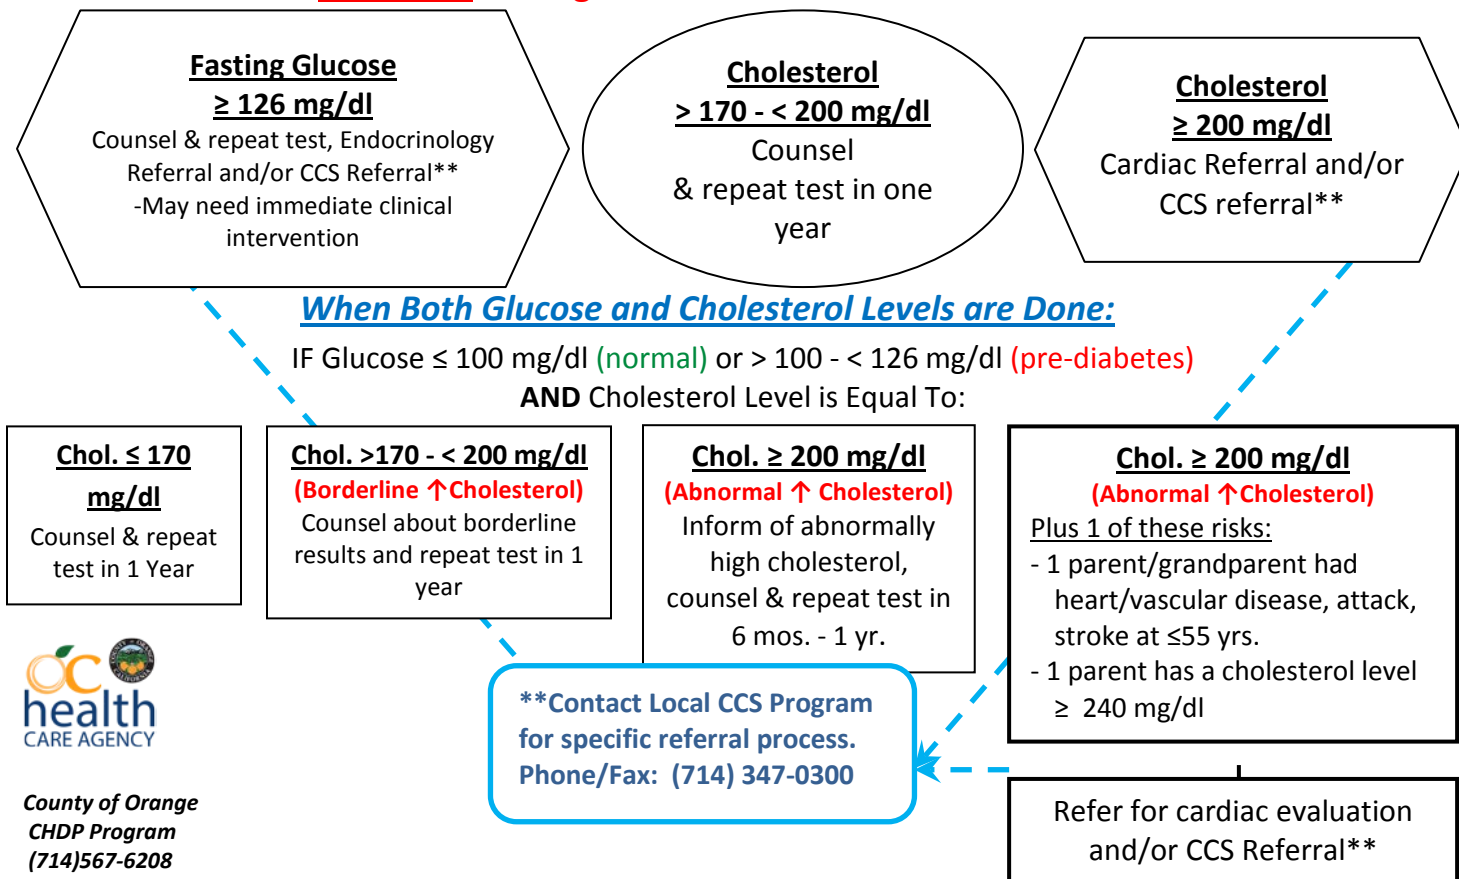 Fasting Glucose
≥ 126 mg/dl
Counsel & repeat test, Endocrinology
Referral and/or CCS Referral**
-May need immediate clinical
intervention
Cholesterol
> 170 - < 200 mg/dl
Counsel
& repeat test in one
year
Cholesterol
≥ 200 mg/dl
Cardiac Referral and/or
CCS referral**
When Both Glucose and Cholesterol Levels are Done:
IF Glucose ≤ 100 mg/dl (normal) or > 100 - < 126 mg/dl (pre-diabetes)
AND Cholesterol Level is Equal To:
Chol. ≤ 170
mg/dl
Counsel & repeat
test in 1 Year
Chol. >170 - < 200 mg/dl
(Borderline ↑Cholesterol)
Counsel about borderline
results and repeat test in 1
year
Chol. ≥ 200 mg/dl
(Abnormal ↑ Cholesterol)
Inform of abnormally
high cholesterol,
counsel & repeat test in
6 mos. - 1 yr.
Chol. ≥ 200 mg/dl
(Abnormal ↑Cholesterol)
Plus 1 of these risks:
- 1 parent/grandparent had
heart/vascular disease, attack,
stroke at ≤55 yrs.
- 1 parent has a cholesterol level
≥ 240 mg/dl
Refer for cardiac evaluation
and/or CCS Referral**
**Contact Local CCS Program
for specific referral process.
Phone/Fax: (714) 347-0300
oc
health
CARE AGENCY
County of Orange
CHDP Program
(714)567-6208